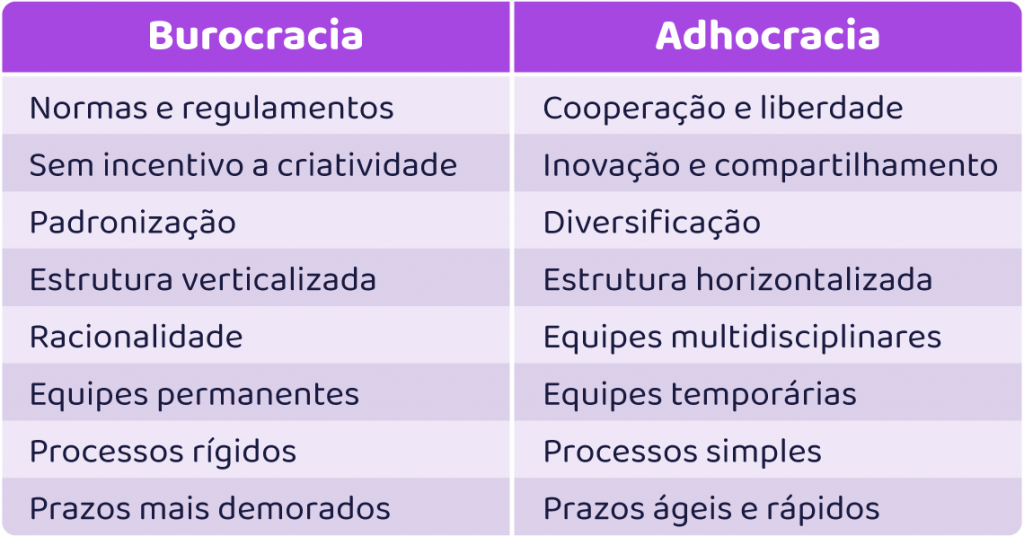 Burocracia Adhocracia
Normas e regulamentos Cooperação e liberdade
Sem incentivo a criatividade Inovação e compartilhamento
Padronização Diversificação
Estrutura verticalizada Estrutura horizontalizada
Racionalidade Equipes multidisciplinares
Equipes permanentes Equipes temporárias
Processos rígidos Processos simples
Prazos mais demorados Prazos ágeis e rápidos